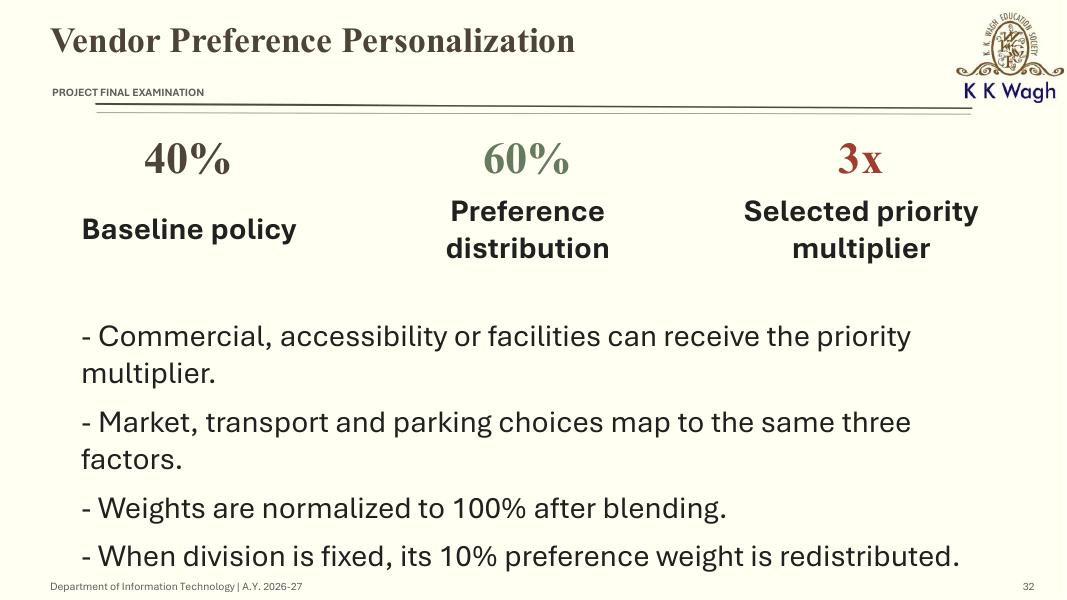 Vendor Preference Personalization
K. K. WAGH EDUCATION SOCIETY
K K Wagh
PROJECT FINAL EXAMINATION
40%
60%
3x
Baseline policy
Preference
distribution
Selected priority
multiplier
- Commercial, accessibility or facilities can receive the priority
multiplier.
- Market, transport and parking choices map to the same three
factors.
- Weights are normalized to 100% after blending.
- When division is fixed, its 10% preference weight is redistributed.
Department of Information Technology | A.Y. 2026-27
32